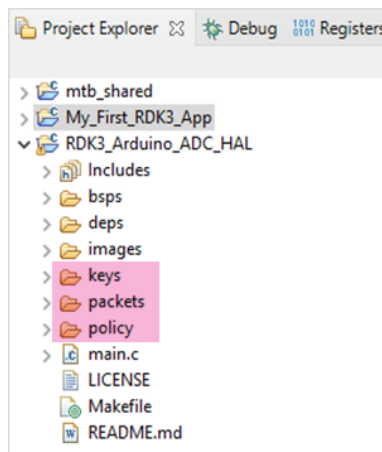 Project Explorer Debug 1010 0101 Registers
mtb_shared
My_First_RDK3_App
RDK3_Arduino_ADC_HAL
h Includes
bsps
deps
images
keys
packets
policy
.c main.c
LICENSE
Makefile
w README.md